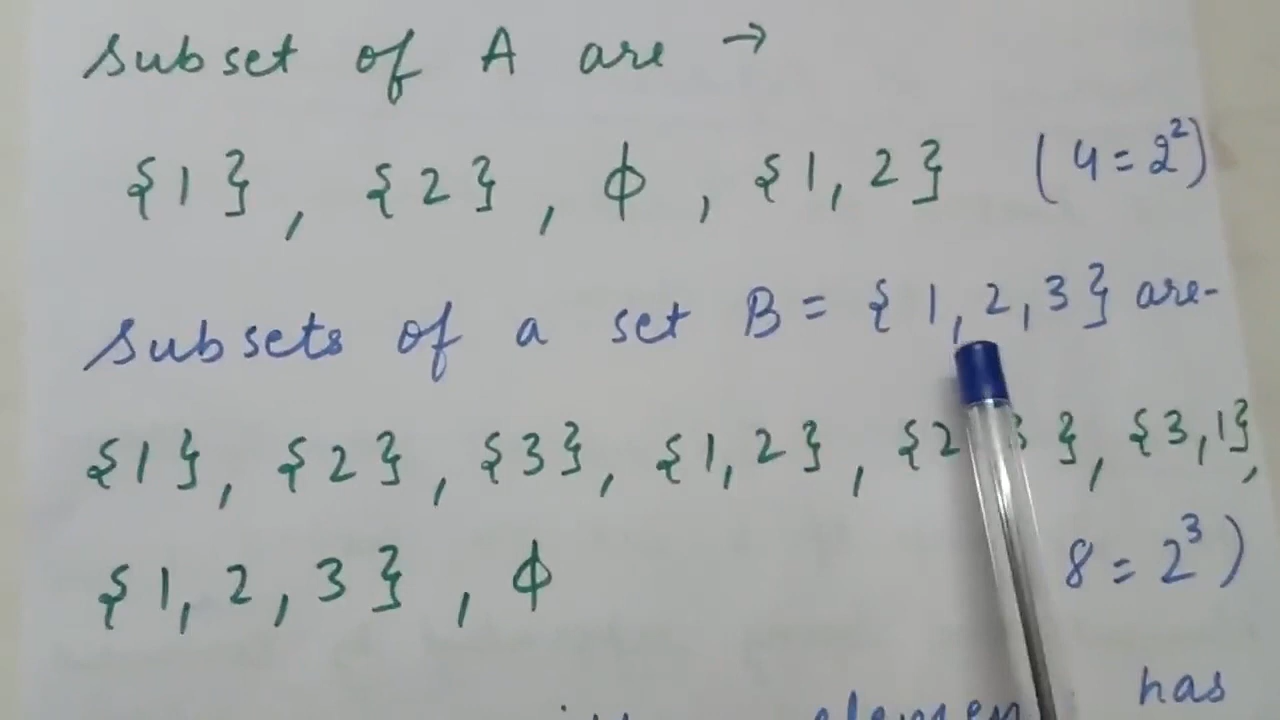 Subset of A are →
{1}, {2}, ϕ, {1,2} (4=2²)
Subsets of a set B = {1,2,3} are-
{1}, {2}, {3}, {1,2}, {2 3}, {3,1},
{1,2,3}, ϕ 8=2³)
has